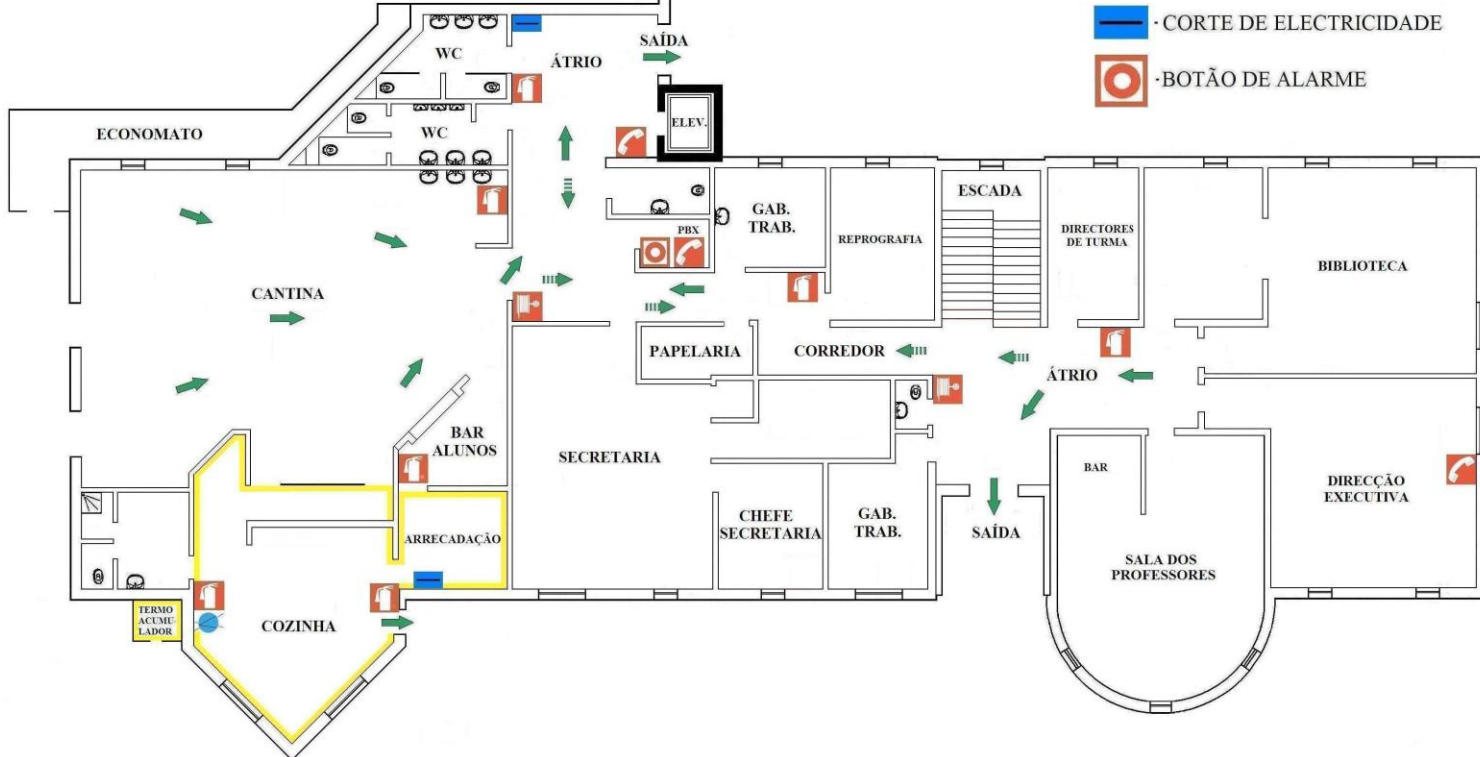 - CORTE DE ELECTRICIDADE
- BOTÃO DE ALARME
WC
ÁTRIO
SAÍDA
ELEV.
ECONOMATO
WC
ESCADA
GAB.
TRAB.
PBX
REPROGRAFIA
DIRECTORES
DE TURMA
BIBLIOTECA
CANTINA
PAPELARIA
CORREDOR
ÁTRIO
BAR
ALUNOS
SECRETARIA
BAR
DIRECÇÃO
EXECUTIVA
CHEFE
SECRETARIA
GAB.
TRAB.
SAÍDA
ARRECADAÇÃO
SALA DOS
PROFESSORES
TERMO
ACUMU-
LADOR
COZINHA